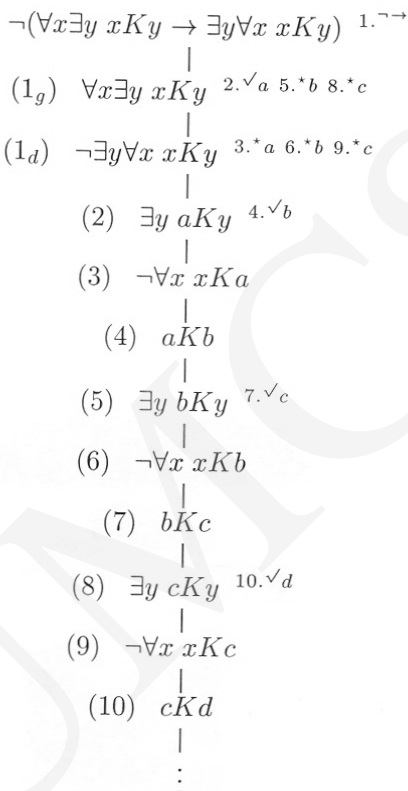 ¬(∀x∃y xKy → ∃y∀x xKy) 1.¬→
(1g) ∀x∃y xKy 2.✓a 5.*b 8.*c
(1d) ¬∃y∀x xKy 3.*a 6.*b 9.*c
(2) ∃y aKy 4.✓b
(3) ¬∀x xKa
(4) aKb
(5) ∃y bKy 7.✓c
(6) ¬∀x xKb
(7) bKc
(8) ∃y cKy 10.✓d
(9) ¬∀x xKc
(10) cKd
⋮